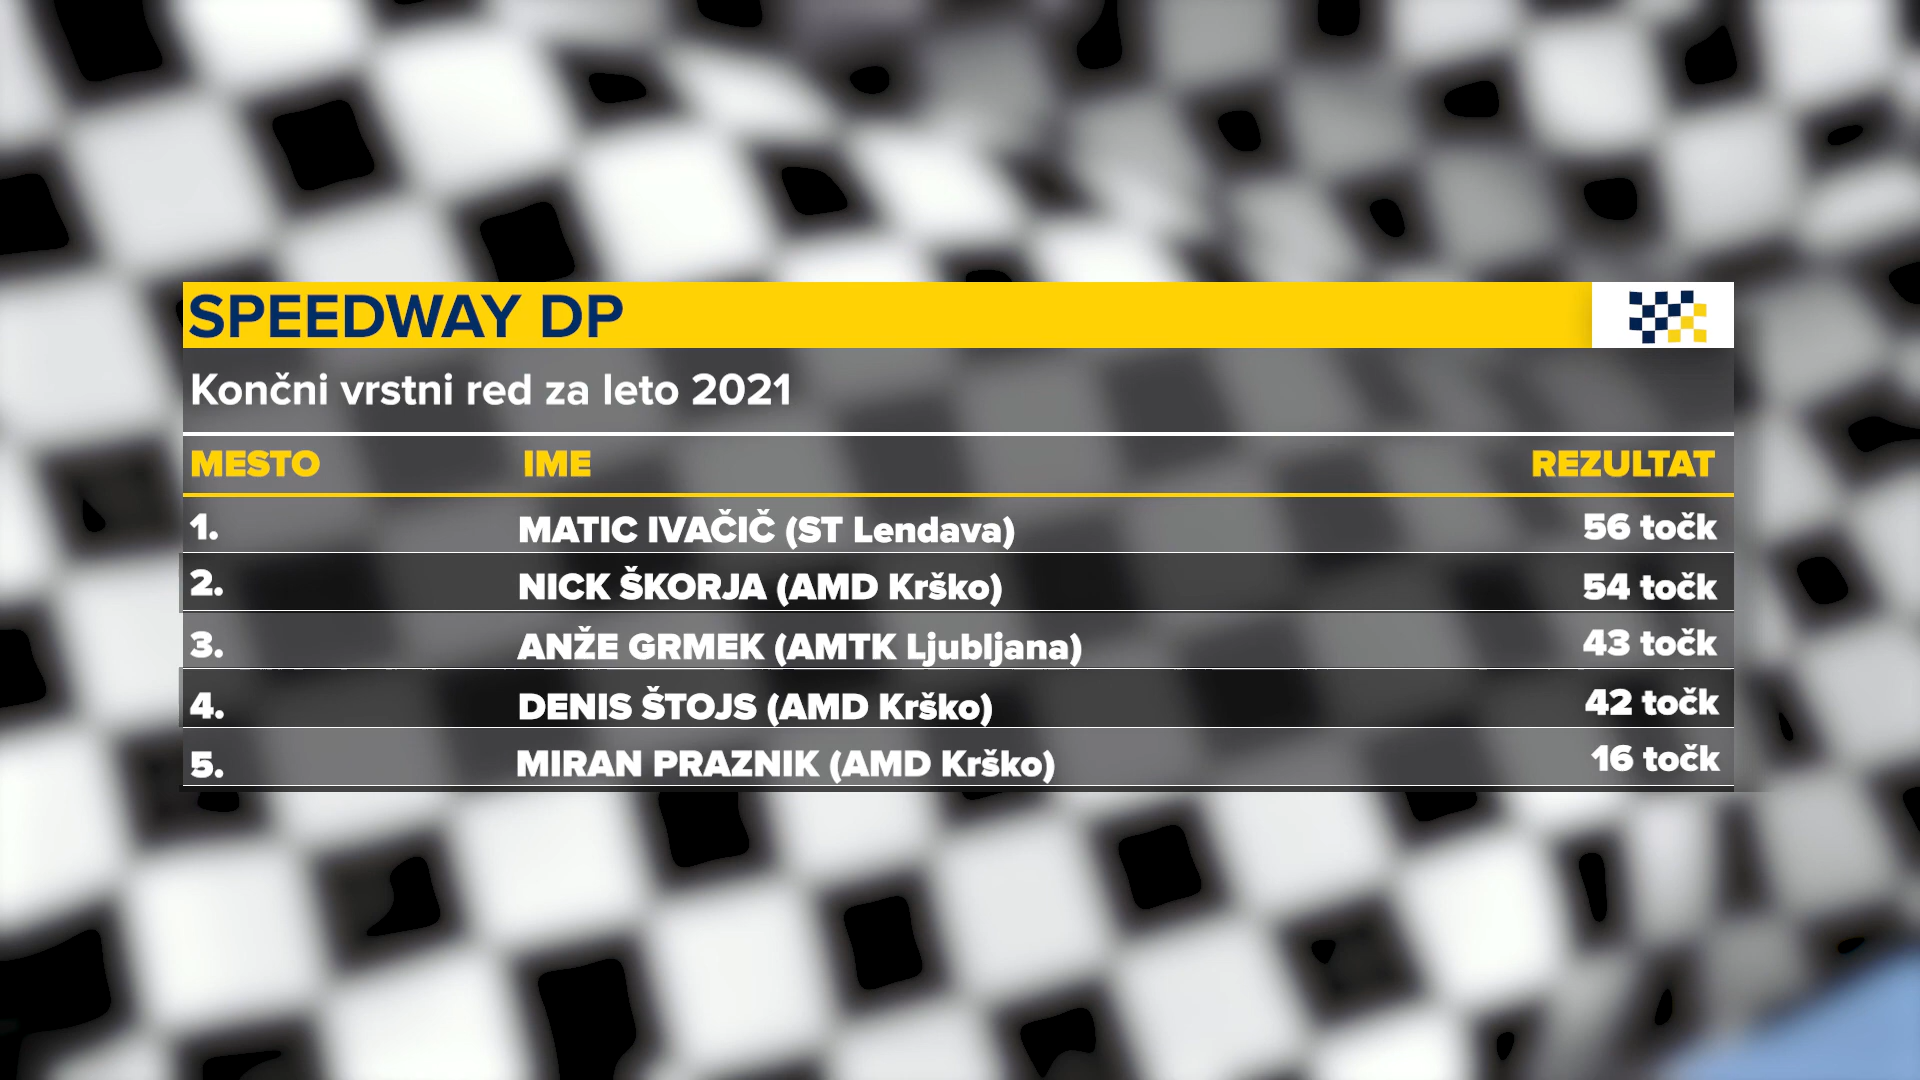 SPEEDWAY DP
Končni vrstni red za leto 2021
MESTO IME REZULTAT
1. MATIC IVAČIČ (ST Lendava) 56 točk
2. NICK ŠKORJA (AMD Krško) 54 točk
3. ANŽE GRMEK (AMTK Ljubljana) 43 točk
4. DENIS ŠTOJS (AMD Krško) 42 točk
5. MIRAN PRAZNIK (AMD Krško) 16 točk